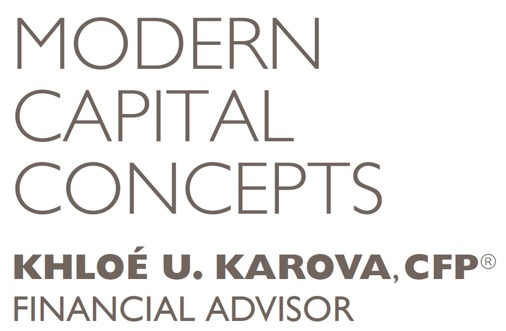 MODERN
CAPITAL
CONCEPTS
KHLOÉ U. KAROVA, CFP®
FINANCIAL ADVISOR